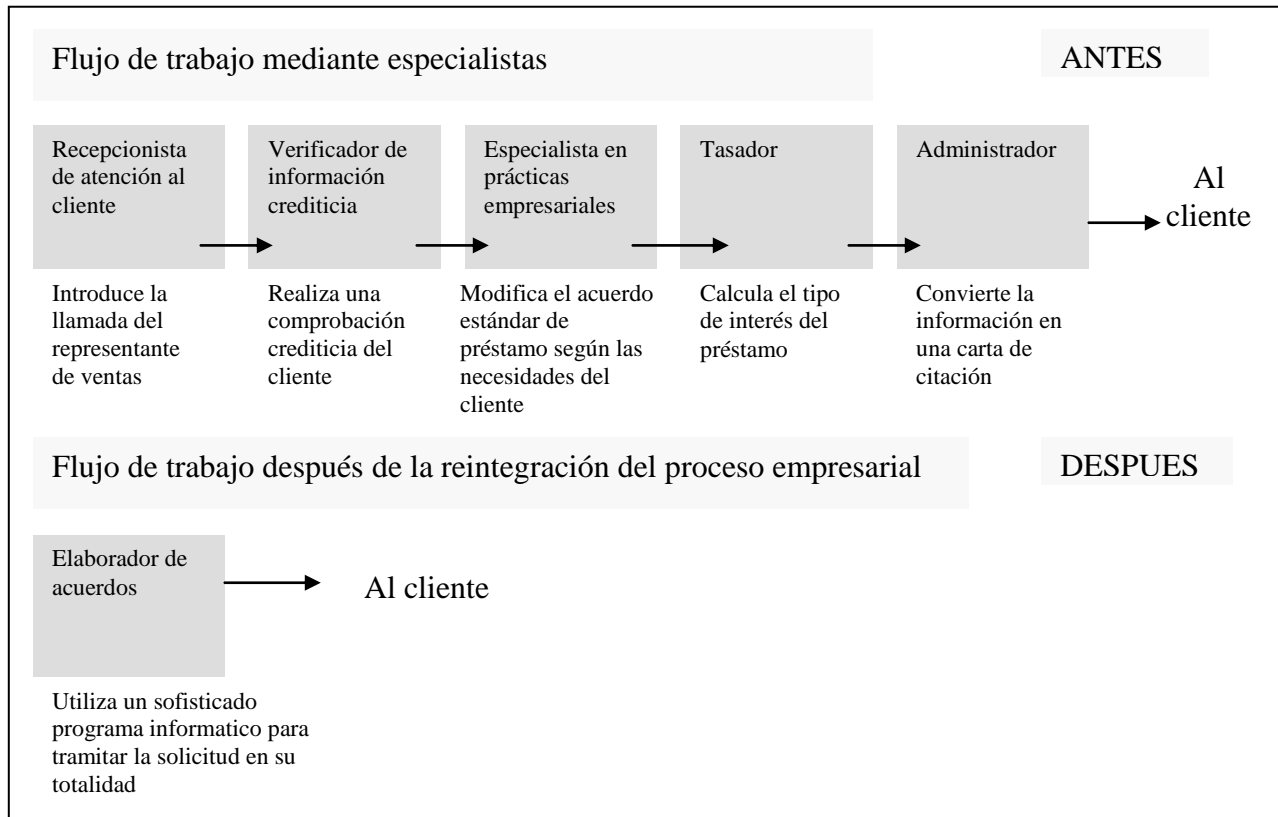 Flujo de trabajo mediante especialistas
ANTES
Recepcionista
de atención al
cliente
Verificador de
información
crediticia
Especialista en
prácticas
empresariales
Tasador
Administrador
Al
cliente
Introduce la
llamada del
representante
de ventas
Realiza una
comprobación
crediticia del
cliente
Modifica el acuerdo
estándar de
préstamo según las
necesidades del
cliente
Calcula el tipo
de interés del
préstamo
Convierte la
información en
una carta de
citación
Flujo de trabajo después de la reintegración del proceso empresarial
DESPUES
Elaborador de
acuerdos
Al cliente
Utiliza un sofisticado
programa informatico para
tramitar la solicitud en su
totalidad